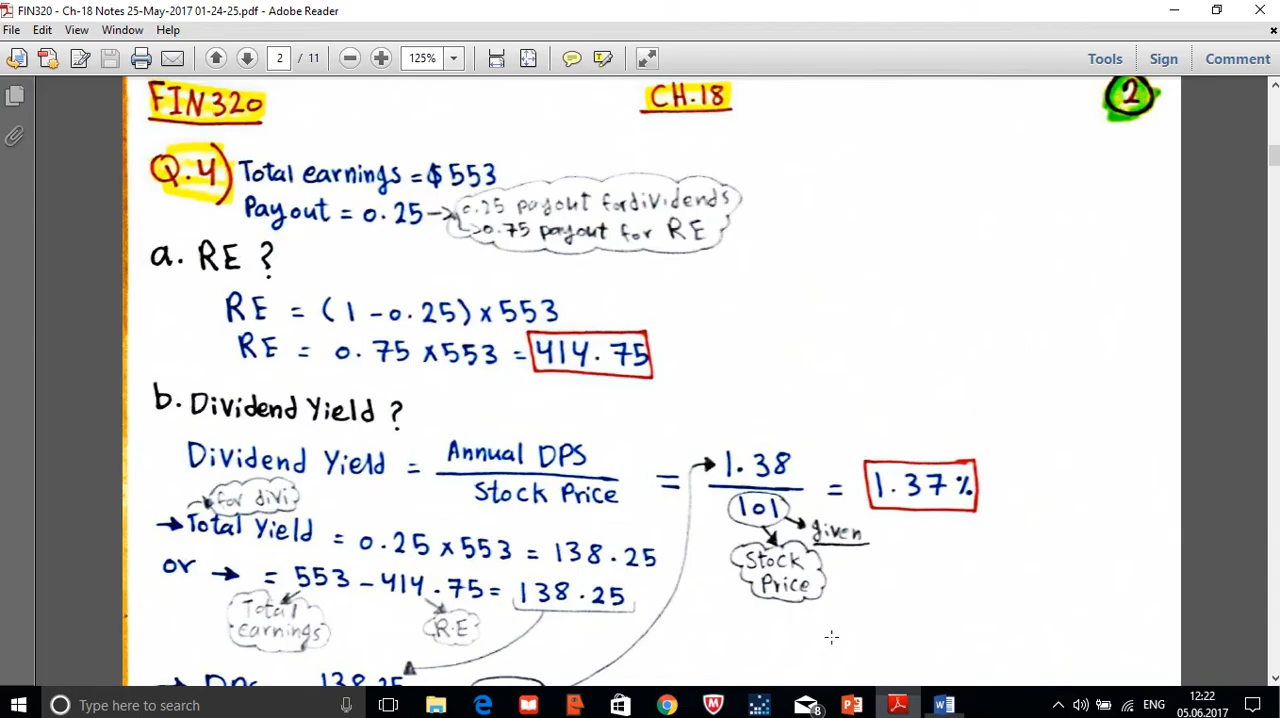 FIN320 - Ch-18 Notes 25-May-2017 01-24-25.pdf - Adobe Reader
File Edit View Window Help
2 / 11 125% Tools Sign Comment
FIN320 CH.18 2
Q.4) Total earnings = $553
Payout = 0.25 → 0.25 payout for dividends
→ 0.75 payout for RE
a. RE ?
RE = (1 - 0.25) × 553
RE = 0.75 × 553 = 414.75
b. Dividend Yield ?
Dividend Yield = Annual DPS / Stock Price = 1.38 / 101 = 1.37%
for divi
given
→ Total Yield = 0.25 × 553 = 138.25
Stock Price
or → = 553 - 414.75 = 138.25
Total earnings
R.E
→ DPS 138.25
Type here to search
8
ENG
12:22
05.06.2017